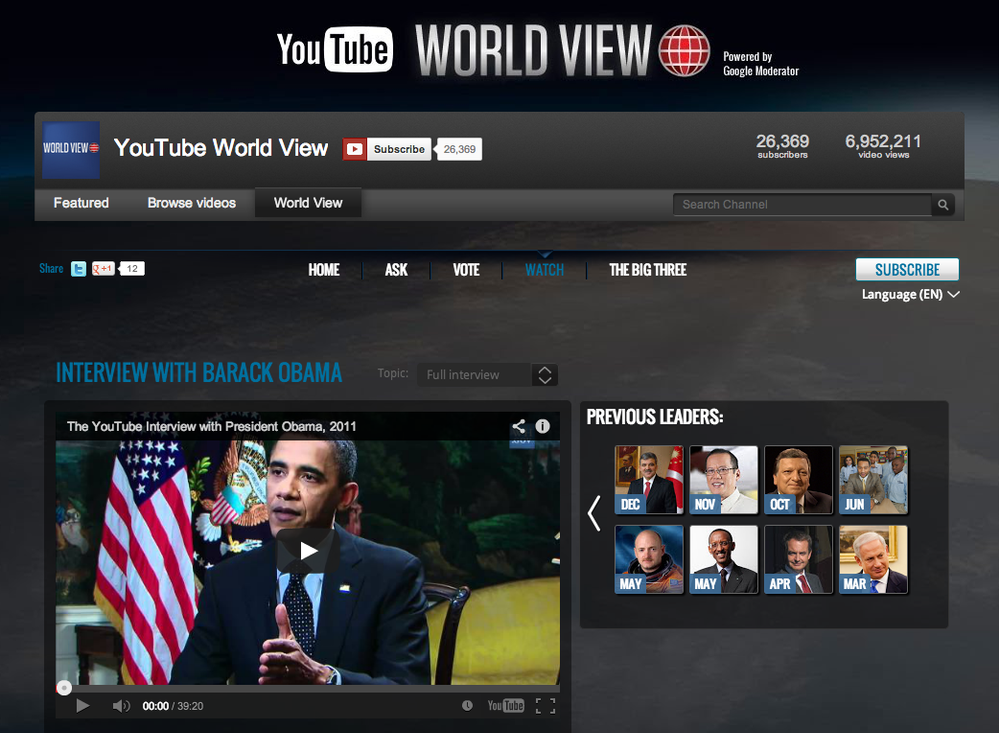 YouTube WORLD VIEW
Powered by
Google Moderator
WORLD VIEW
YouTube World View
Subscribe
26,369
26,369
subscribers
6,952,211
video views
Featured
Browse videos
World View
Search Channel
Share
+1
12
HOME
ASK
VOTE
WATCH
THE BIG THREE
SUBSCRIBE
Language (EN)
INTERVIEW WITH BARACK OBAMA
Topic:
Full interview
The YouTube Interview with President Obama, 2011
00:00 / 39:20
YouTube
PREVIOUS LEADERS:
DEC
NOV
OCT
JUN
MAY
MAY
APR
MAR